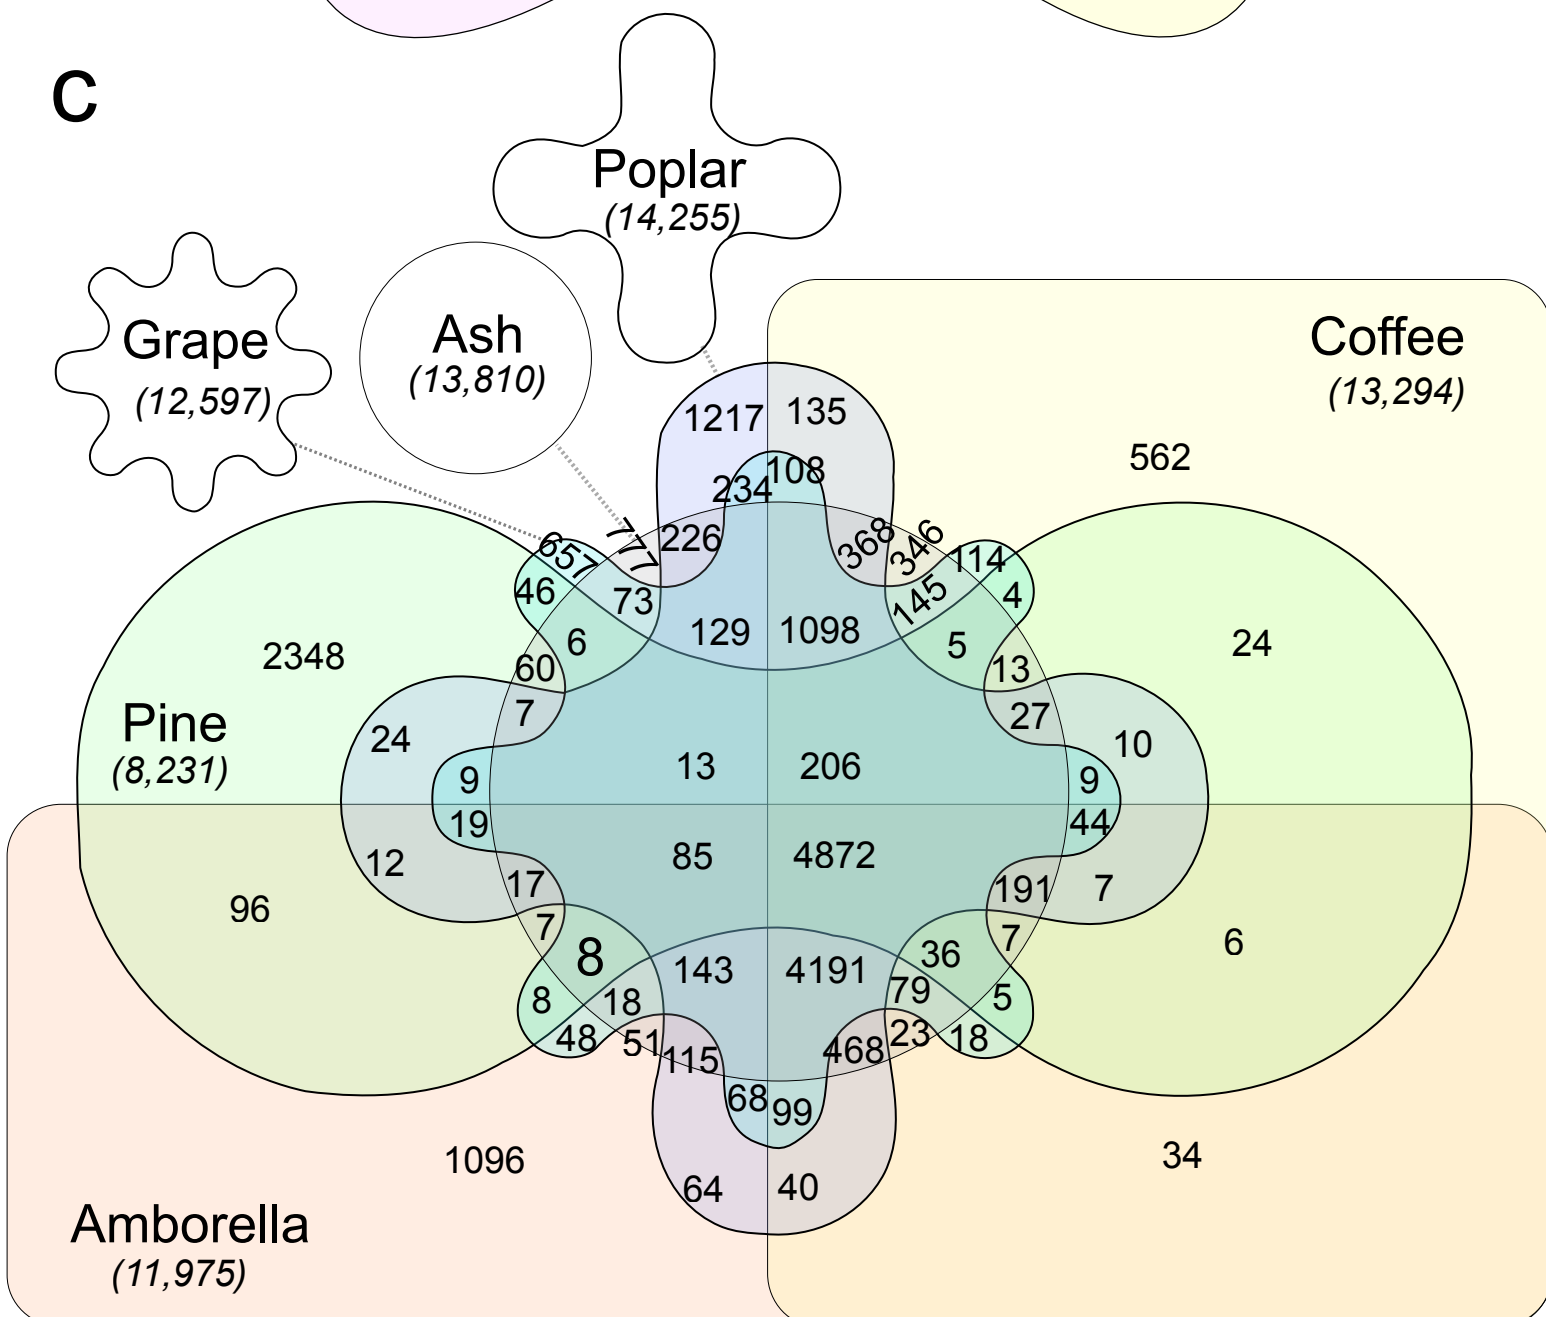 c
Poplar
(14,255)
Grape
(12,597)
Ash
(13,810)
Coffee
(13,294)
1217 135
562
108
234
226 368 346
777
657
114
46 73 145 4
129 1098
6 5 24
2348 60 13
7 27
Pine
(8,231)
24 10
9 13 206 9
19 44
12 85 4872
17 191 7
96 7 7 6
8 143 4191 36
8 18 79 5
48 51 115 468 23 18
68 99
1096 34
64 40
Amborella
(11,975)